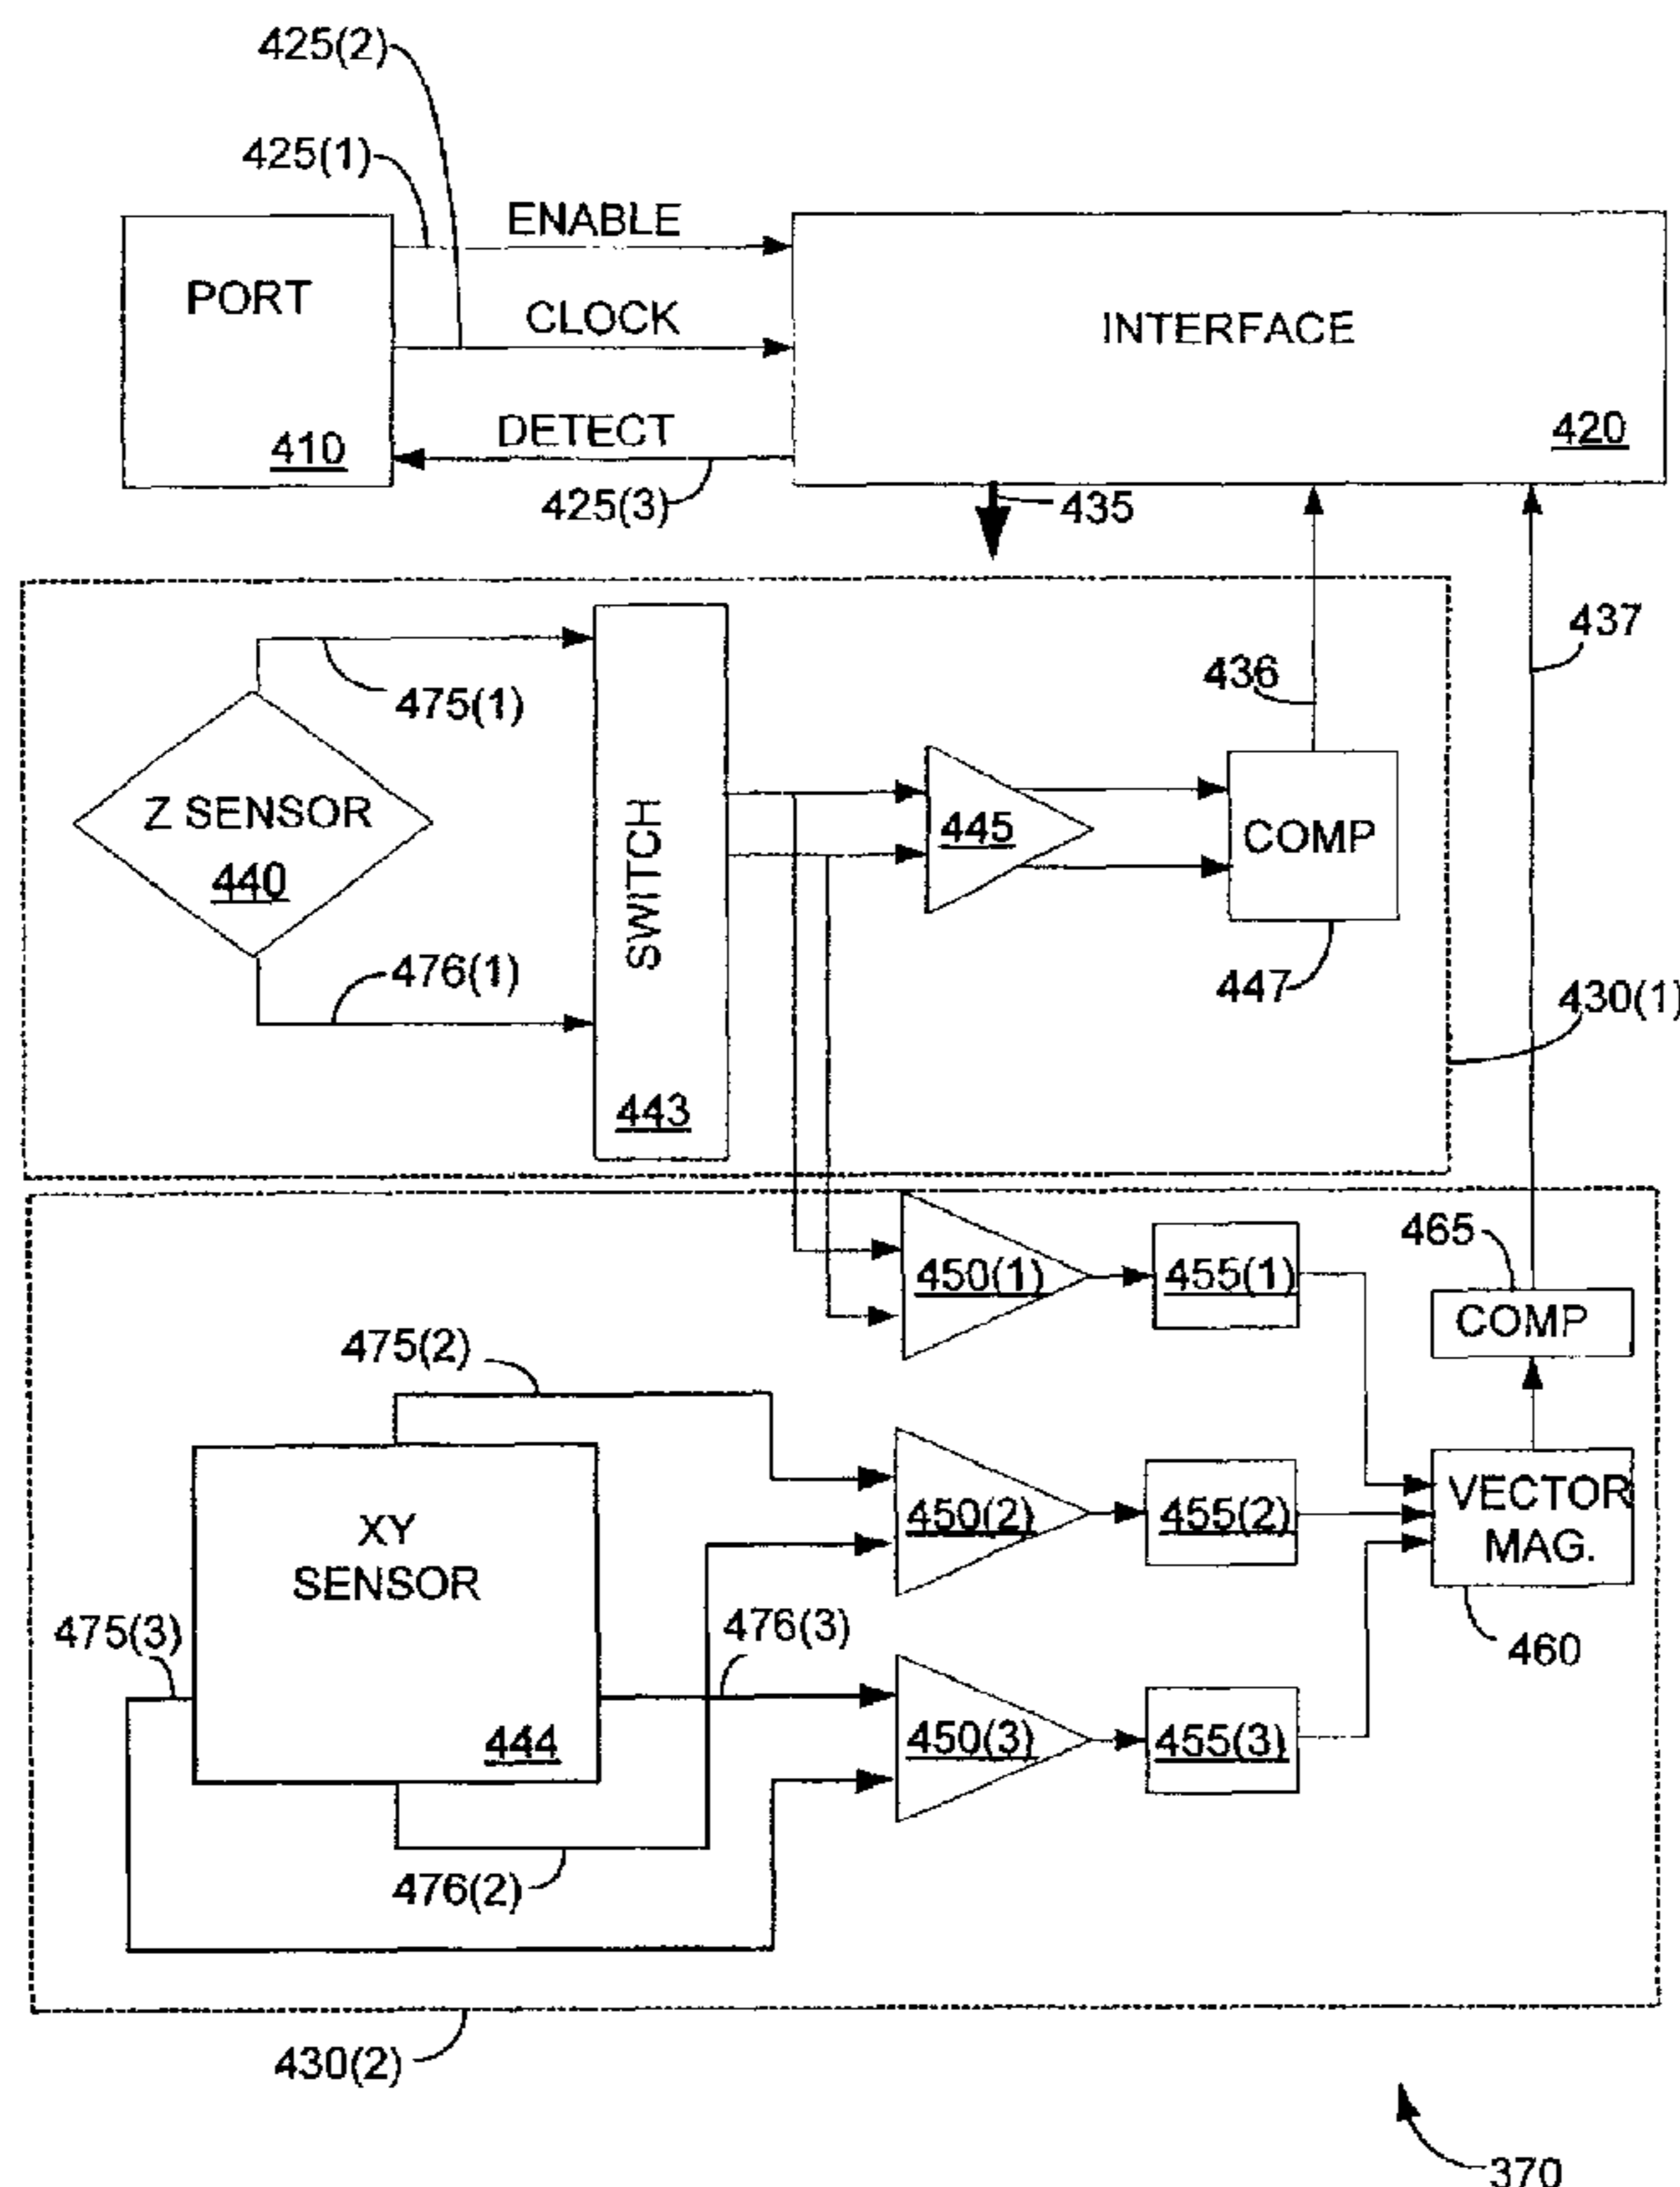 425(2)
425(1)
ENABLE
PORT
CLOCK
INTERFACE
DETECT
410
420
425(3)
435
437
475(1)
436
Z SENSOR
440
SWITCH
445
COMP
476(1)
447
430(1)
443
465
450(1)
455(1)
COMP
475(2)
VECTOR
MAG.
450(2)
455(2)
XY
SENSOR
475(3)
476(3)
460
444
450(3)
455(3)
476(2)
430(2)
370